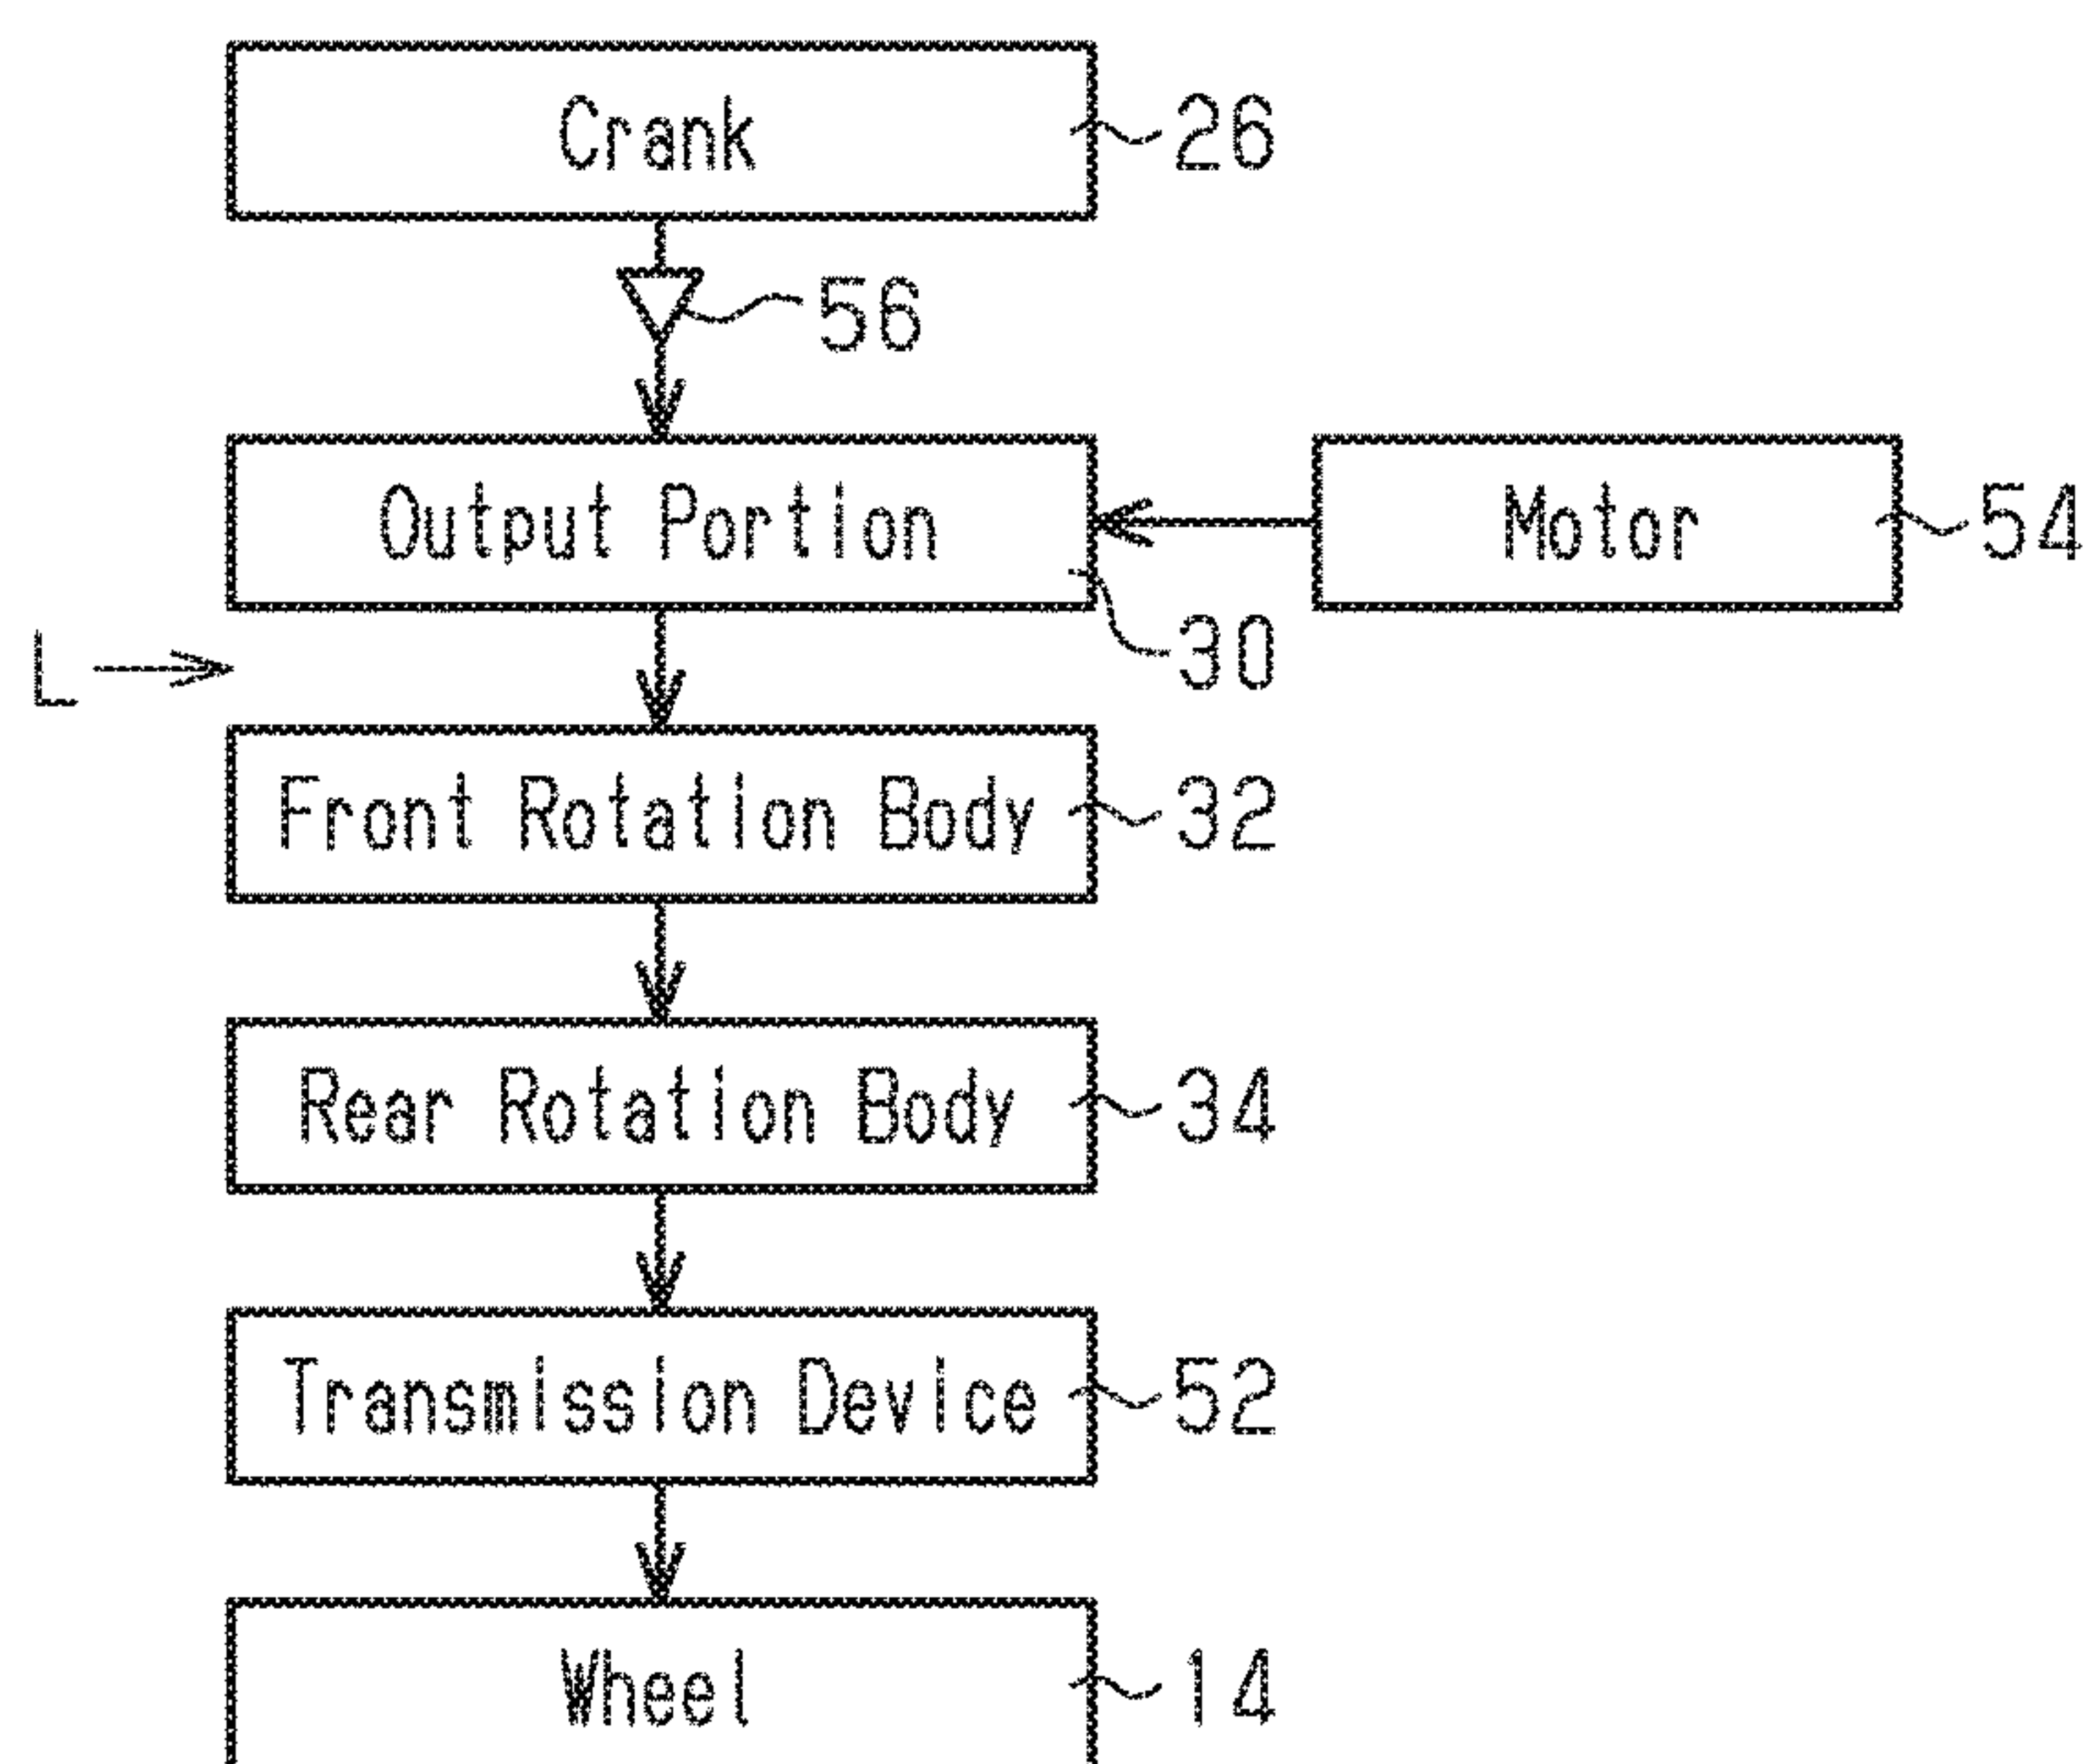 Crank 26
56
Output Portion Motor 54
30
L
Front Rotation Body 32
Rear Rotation Body 34
Transmission Device 52
Wheel 14